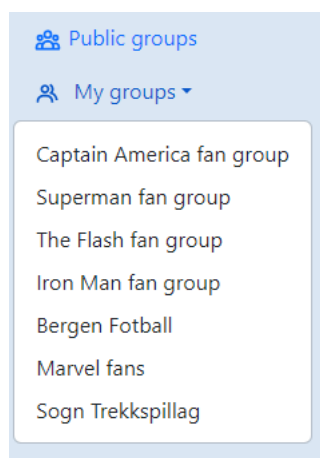 Public groups
My groups
Captain America fan group
Superman fan group
The Flash fan group
Iron Man fan group
Bergen Fotball
Marvel fans
Sogn Trekkspillag